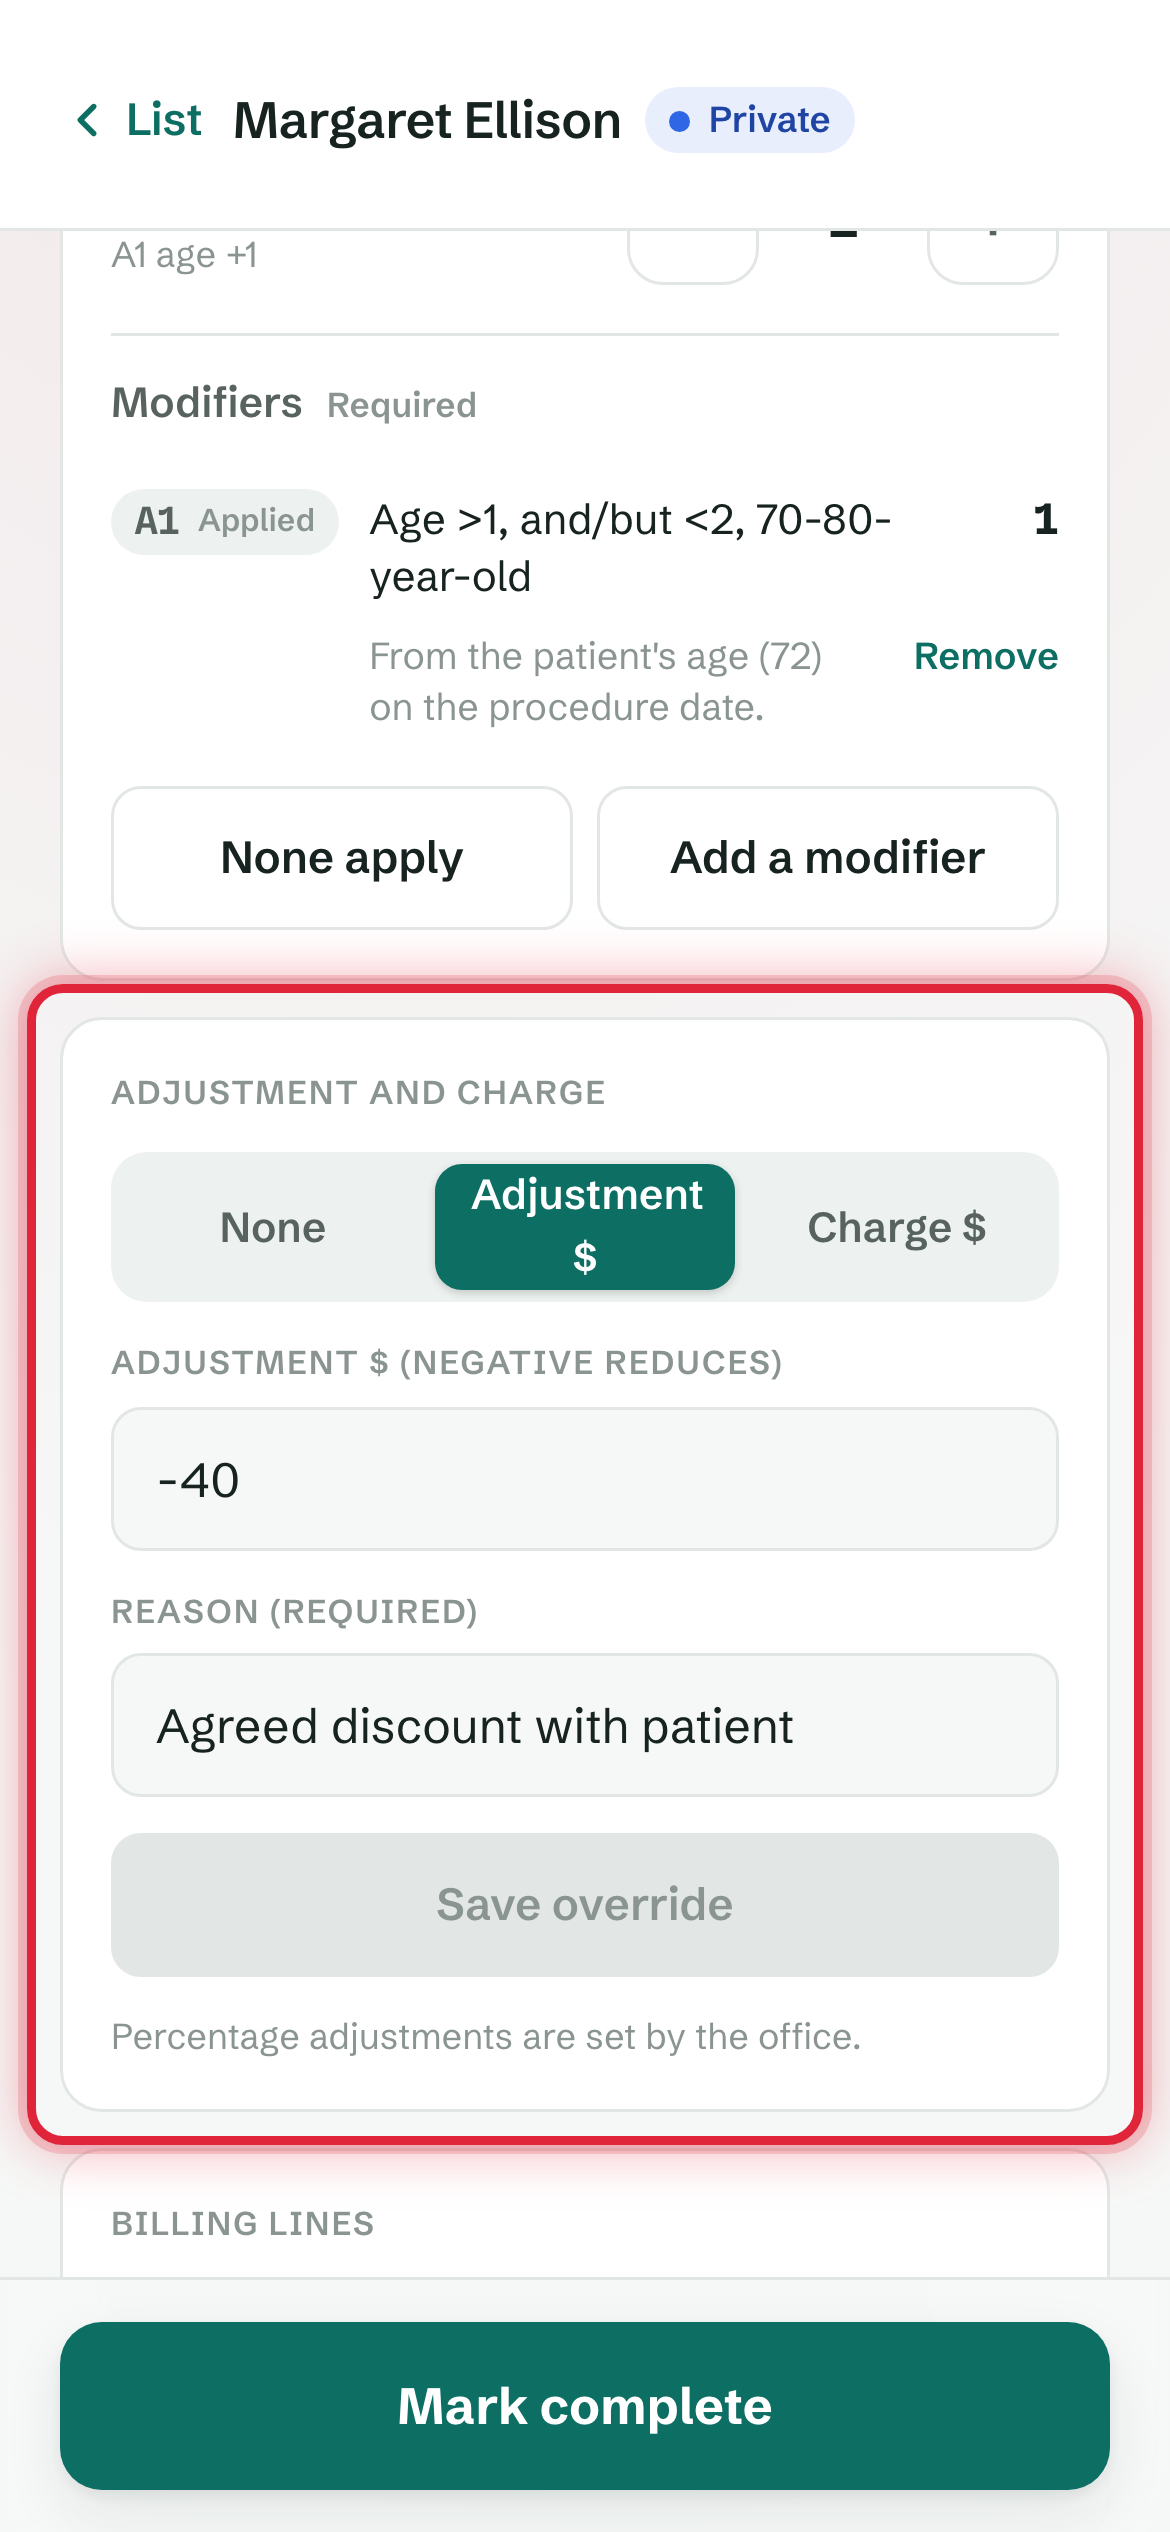 List Margaret Ellison Private
A1 age +1
Modifiers Required
A1 Applied Age >1, and/but <2, 70-80- 1
year-old
From the patient's age (72) Remove
on the procedure date.
None apply Add a modifier
ADJUSTMENT AND CHARGE
None Adjustment $ Charge $
ADJUSTMENT $ (NEGATIVE REDUCES)
-40
REASON (REQUIRED)
Agreed discount with patient
Save override
Percentage adjustments are set by the office.
BILLING LINES
Mark complete